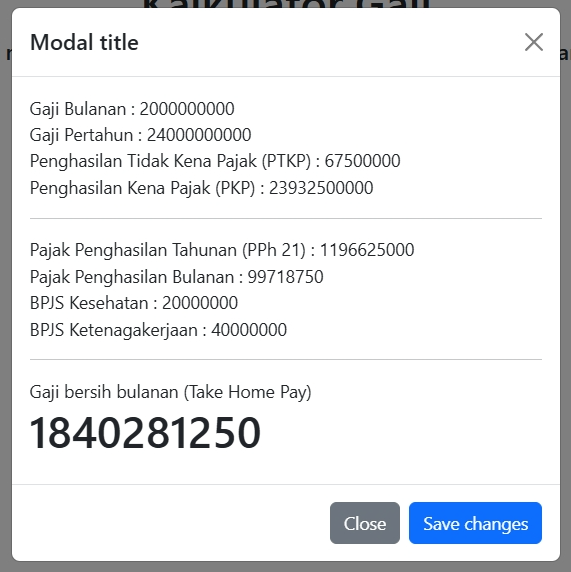 Kalkulator Gaji
Modal title
Gaji Bulanan : 2000000000
Gaji Pertahun : 24000000000
Penghasilan Tidak Kena Pajak (PTKP) : 67500000
Penghasilan Kena Pajak (PKP) : 23932500000
Pajak Penghasilan Tahunan (PPh 21) : 1196625000
Pajak Penghasilan Bulanan : 99718750
BPJS Kesehatan : 20000000
BPJS Ketenagakerjaan : 40000000
Gaji bersih bulanan (Take Home Pay)
1840281250
Close
Save changes